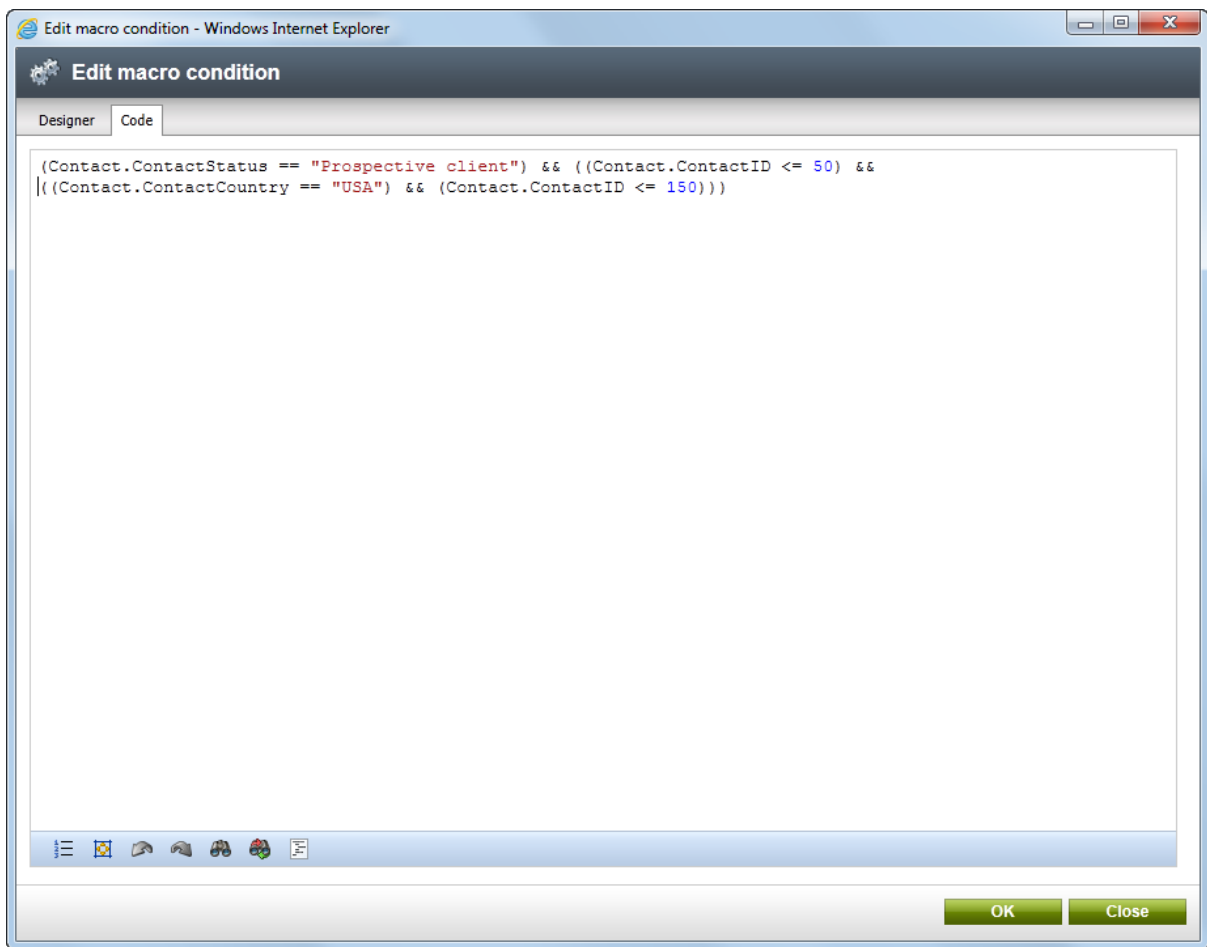 Edit macro condition - Windows Internet Explorer
Edit macro condition
Designer Code
(Contact.ContactStatus == "Prospective client") && ((Contact.ContactID <= 50) &&
((Contact.ContactCountry == "USA") && (Contact.ContactID <= 150)))
OK Close